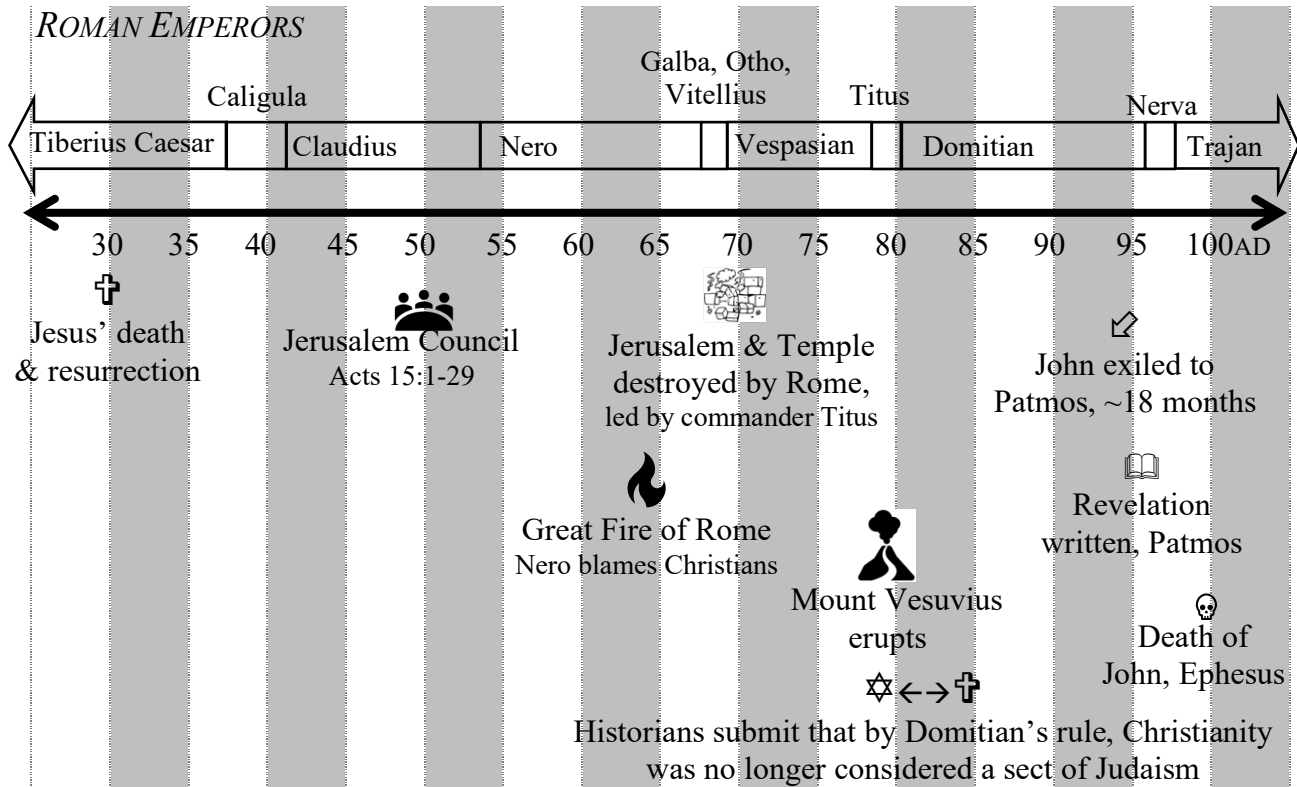 ROMAN EMPERORS
Galba, Otho,
Vitellius
Caligula
Titus
Nerva
Tiberius Caesar
Claudius
Nero
Vespasian
Domitian
Trajan
30 35 40 45 50 55 60 65 70 75 80 85 90 95 100AD
Jesus’ death
& resurrection
Jerusalem Council
Acts 15:1-29
Jerusalem & Temple
destroyed by Rome,
led by commander Titus
John exiled to
Patmos, ~18 months
Great Fire of Rome
Nero blames Christians
Revelation
written, Patmos
Mount Vesuvius
erupts
Death of
John, Ephesus
Historians submit that by Domitian’s rule, Christianity
was no longer considered a sect of Judaism